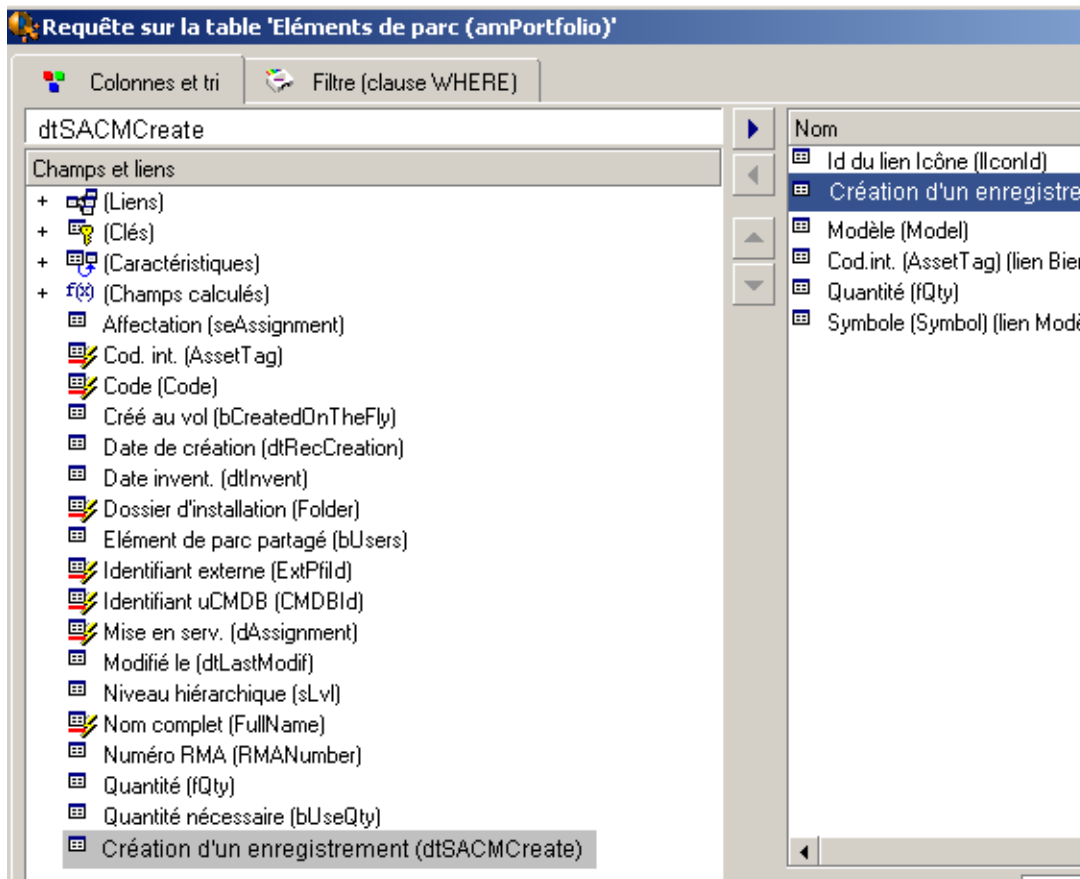 Requête sur la table 'Eléments de parc (amPortfolio)'
Colonnes et tri
Filtre (clause WHERE)
dtSACMCreate
Champs et liens
+ (Liens)
+ (Clés)
+ (Caractéristiques)
+ f(x) (Champs calculés)
Affectation (seAssignment)
Cod. int. (AssetTag)
Code (Code)
Créé au vol (bCreatedOnTheFly)
Date de création (dtRecCreation)
Date invent. (dtInvent)
Dossier d'installation (Folder)
Elément de parc partagé (bUsers)
Identifiant externe (ExtPfiId)
Identifiant uCMDB (CMDBId)
Mise en serv. (dAssignment)
Modifié le (dtLastModif)
Niveau hiérarchique (sLvl)
Nom complet (FullName)
Numéro RMA (RMANumber)
Quantité (fQty)
Quantité nécessaire (bUseQty)
Création d'un enregistrement (dtSACMCreate)
Nom
Id du lien Icône (lIconId)
Création d'un enregistre
Modèle (Model)
Cod.int. (AssetTag) (lien Bien
Quantité (fQty)
Symbole (Symbol) (lien Modè